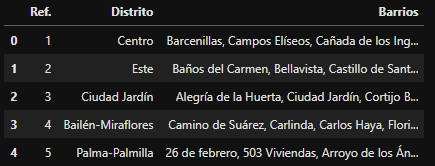 Ref. Distrito Barrios
0 1 Centro Barcenillas, Campos Elíseos, Cañada de los Ing...
1 2 Este Baños del Carmen, Bellavista, Castillo de Sant...
2 3 Ciudad Jardín Alegría de la Huerta, Ciudad Jardín, Cortijo B...
3 4 Bailén-Miraflores Camino de Suárez, Carlinda, Carlos Haya, Flori...
4 5 Palma-Palmilla 26 de febrero, 503 Viviendas, Arroyo de los Án...